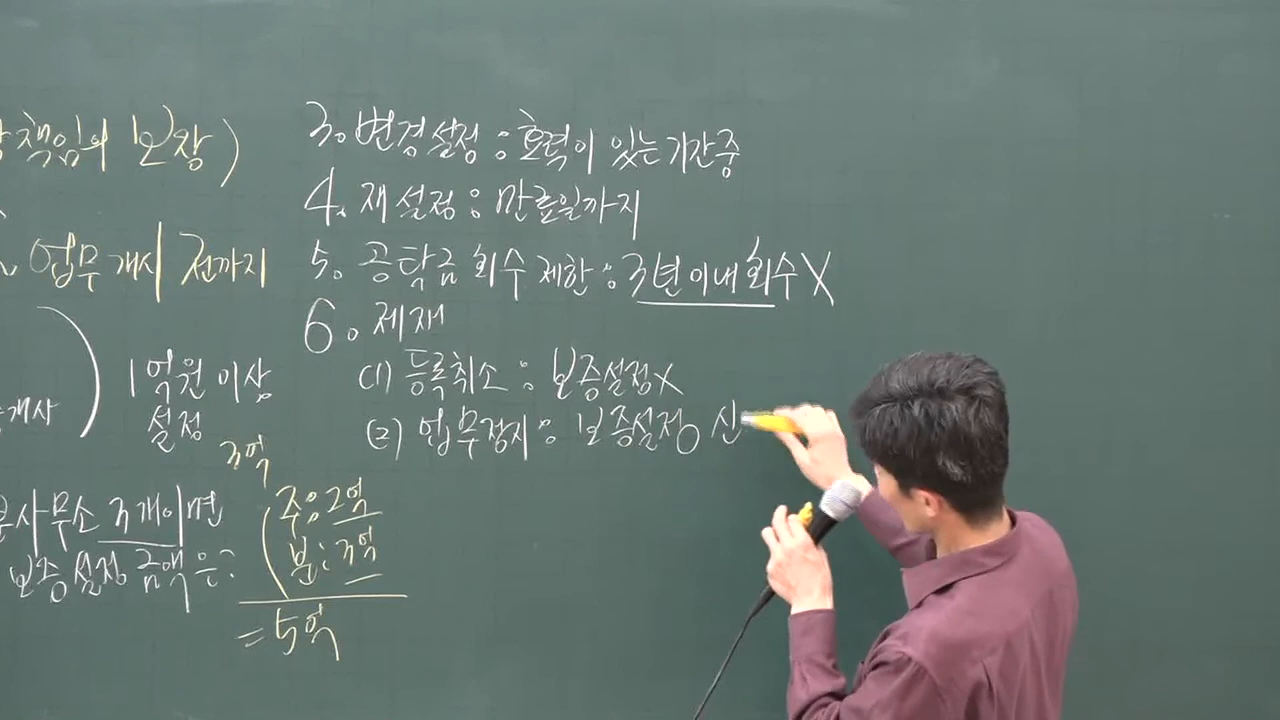 책임의 보장)
업무개시 전까지
1억원 이상
설정
개사
3억
사무소 3개이면
보증설정금액은?
주: 2억
분: 3억
= 5억
3. 변경설정 : 효력이 있는 기간중
4. 재설정 : 만료일까지
5. 공탁금 회수 제한 : 3년 이내 회수 X
6. 제재
(1) 등록취소 : 보증설정X
(2) 업무정지 : 보증설정 신